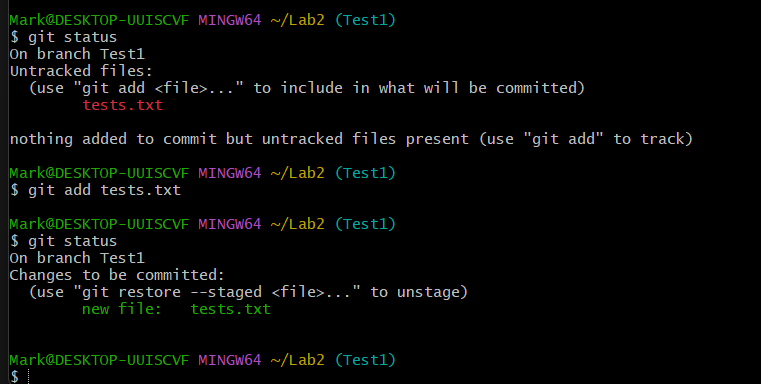 Mark@DESKTOP-UUISCVF MINGW64 ~/Lab2 (Test1)
$ git status
On branch Test1
Untracked files:
  (use "git add <file>..." to include in what will be committed)
        tests.txt

nothing added to commit but untracked files present (use "git add" to track)

Mark@DESKTOP-UUISCVF MINGW64 ~/Lab2 (Test1)
$ git add tests.txt

Mark@DESKTOP-UUISCVF MINGW64 ~/Lab2 (Test1)
$ git status
On branch Test1
Changes to be committed:
  (use "git restore --staged <file>..." to unstage)
        new file:   tests.txt


Mark@DESKTOP-UUISCVF MINGW64 ~/Lab2 (Test1)
$